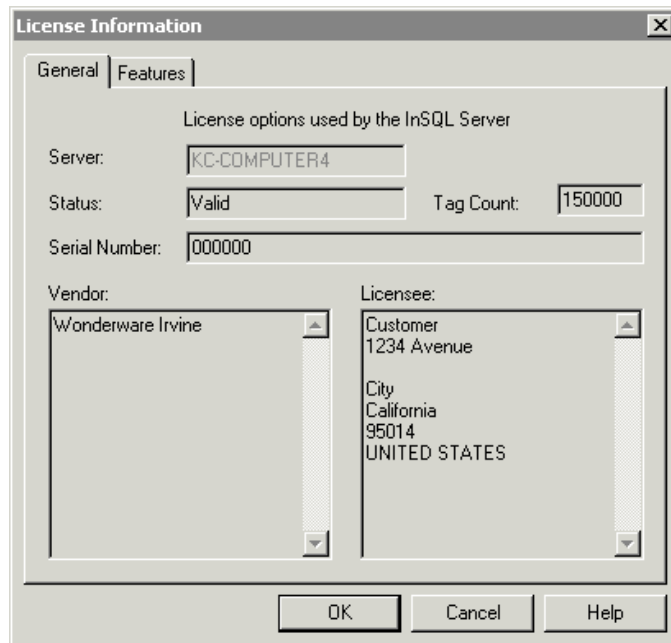 License Information
General
Features
License options used by the InSQL Server
Server: KC-COMPUTER4
Status: Valid
Tag Count: 150000
Serial Number: 000000
Vendor:
Wonderware Irvine
Licensee:
Customer
1234 Avenue
City
California
95014
UNITED STATES
OK
Cancel
Help